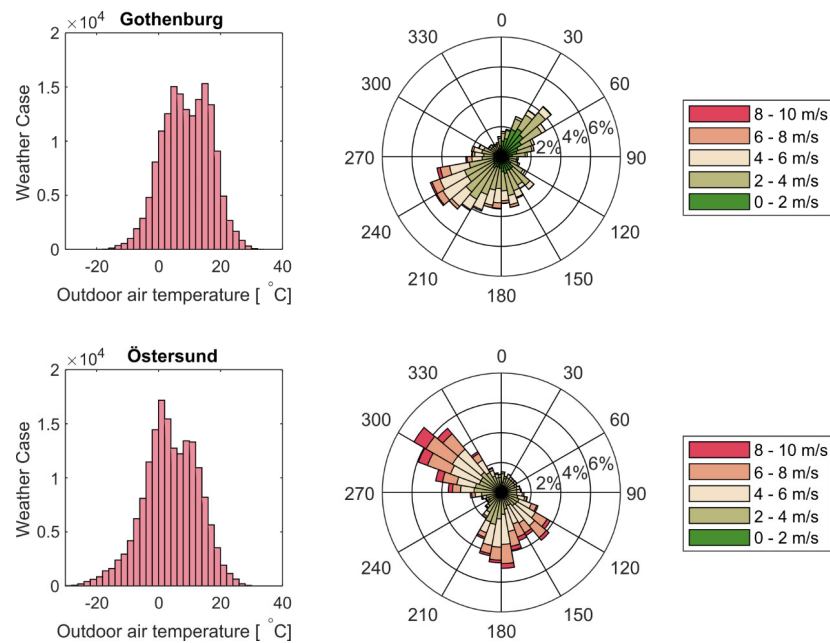 Gothenburg
×10⁴
2
1.5
1
0.5
0
Weather Case
-20 0 20 40
Outdoor air temperature [ °C]
0
30
60
90
120
150
180
210
240
270
300
330
2% 4% 6%
8 - 10 m/s
6 - 8 m/s
4 - 6 m/s
2 - 4 m/s
0 - 2 m/s
Östersund
×10⁴
2
1.5
1
0.5
0
Weather Case
-20 0 20 40
Outdoor air temperature [ °C]
0
30
60
90
120
150
180
210
240
270
300
330
2% 4% 6%
8 - 10 m/s
6 - 8 m/s
4 - 6 m/s
2 - 4 m/s
0 - 2 m/s